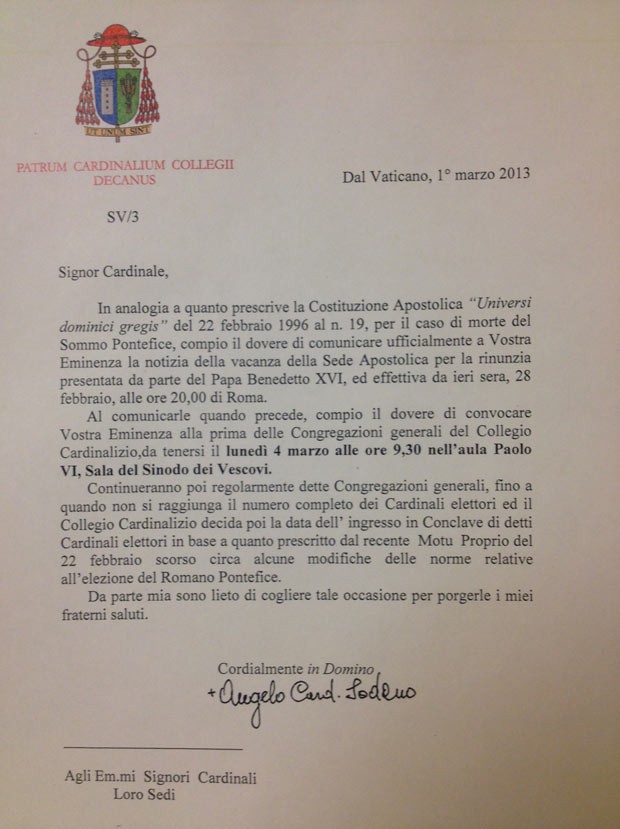 UT UNUM SINT
PATRUM CARDINALIUM COLLEGII
DECANUS
Dal Vaticano, 1° marzo 2013
SV/3
Signor Cardinale,
In analogia a quanto prescrive la Costituzione Apostolica "Universi
dominici gregis" del 22 febbraio 1996 al n. 19, per il caso di morte del
Sommo Pontefice, compio il dovere di comunicare ufficialmente a Vostra
Eminenza la notizia della vacanza della Sede Apostolica per la rinunzia
presentata da parte del Papa Benedetto XVI, ed effettiva da ieri sera, 28
febbraio, alle ore 20,00 di Roma.
Al comunicarle quando precede, compio il dovere di convocare
Vostra Eminenza alla prima delle Congregazioni generali del Collegio
Cardinalizio,da tenersi il lunedì 4 marzo alle ore 9,30 nell'aula Paolo
VI, Sala del Sinodo dei Vescovi.
Continueranno poi regolarmente dette Congregazioni generali, fino a
quando non si raggiunga il numero completo dei Cardinali elettori ed il
Collegio Cardinalizio decida poi la data dell' ingresso in Conclave di detti
Cardinali elettori in base a quanto prescritto dal recente Motu Proprio del
22 febbraio scorso circa alcune modifiche delle norme relative
all'elezione del Romano Pontefice.
Da parte mia sono lieto di cogliere tale occasione per porgerle i miei
fraterni saluti.
Cordialmente in Domino
+Angelo Card. Sodano
Agli Em.mi Signori Cardinali
Loro Sedi